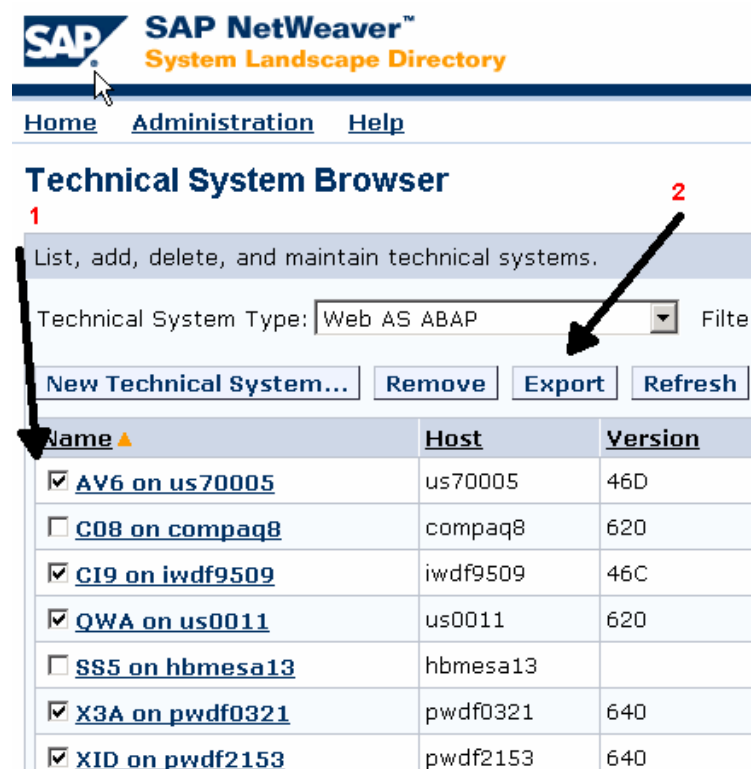 SAP SAP NetWeaver™
System Landscape Directory
Home Administration Help
Technical System Browser
2
1
List, add, delete, and maintain technical systems.
Technical System Type: Web AS ABAP Filte
New Technical System... Remove Export Refresh
Name Host Version
AV6 on us70005 us70005 46D
C08 on compaq8 compaq8 620
CI9 on iwdf9509 iwdf9509 46C
QWA on us0011 us0011 620
SS5 on hbmesa13 hbmesa13
X3A on pwdf0321 pwdf0321 640
XID on pwdf2153 pwdf2153 640